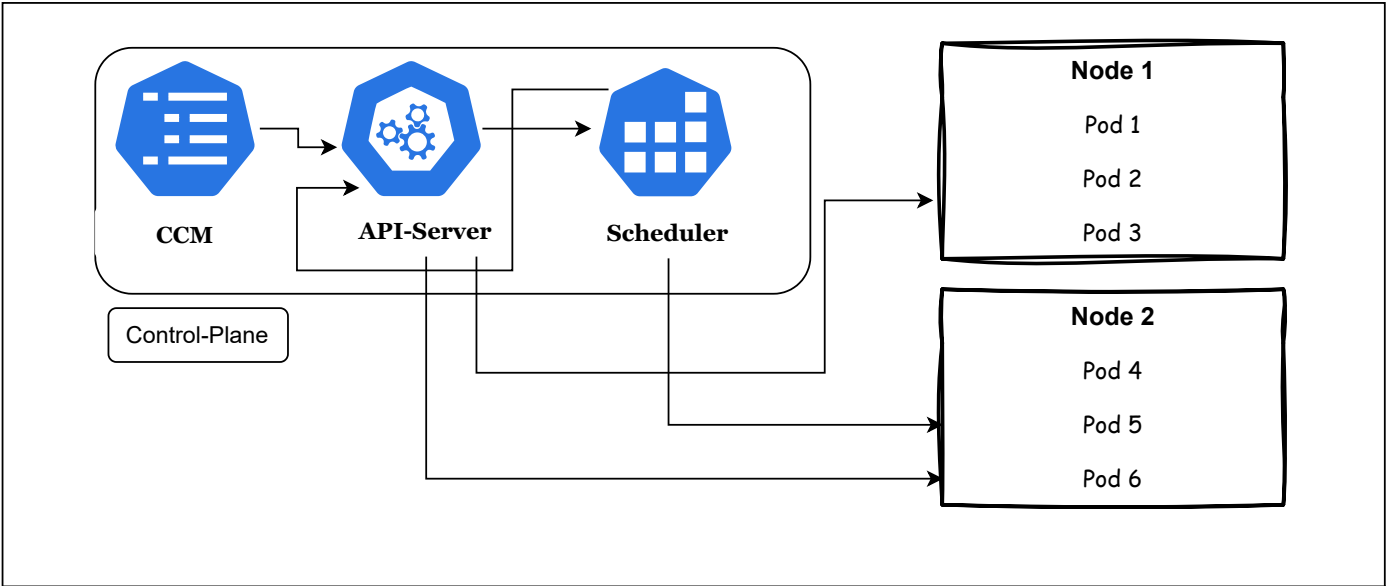 CCM
API-Server
Scheduler
Control-Plane
Node 1
Pod 1
Pod 2
Pod 3
Node 2
Pod 4
Pod 5
Pod 6